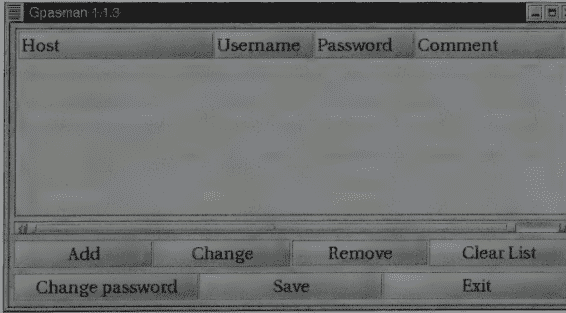 Gpasman 1.1.3
Host Username Password Comment
Add Change Remove Clear List
Change password Save Exit